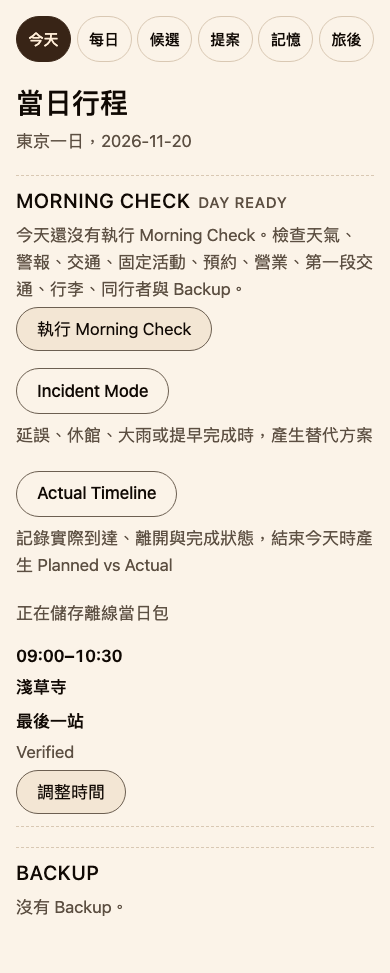 今天 每日 候選 提案 記憶 旅後
當日行程
東京一日，2026-11-20
MORNING CHECK DAY READY
今天還沒有執行 Morning Check。檢查天氣、
警報、交通、固定活動、預約、營業、第一段交
通、行李、同行者與 Backup。
執行 Morning Check
Incident Mode
延誤、休館、大雨或提早完成時，產生替代方案
Actual Timeline
記錄實際到達、離開與完成狀態，結束今天時產
生 Planned vs Actual
正在儲存離線當日包
09:00–10:30
淺草寺
最後一站
Verified
調整時間
BACKUP
沒有 Backup。